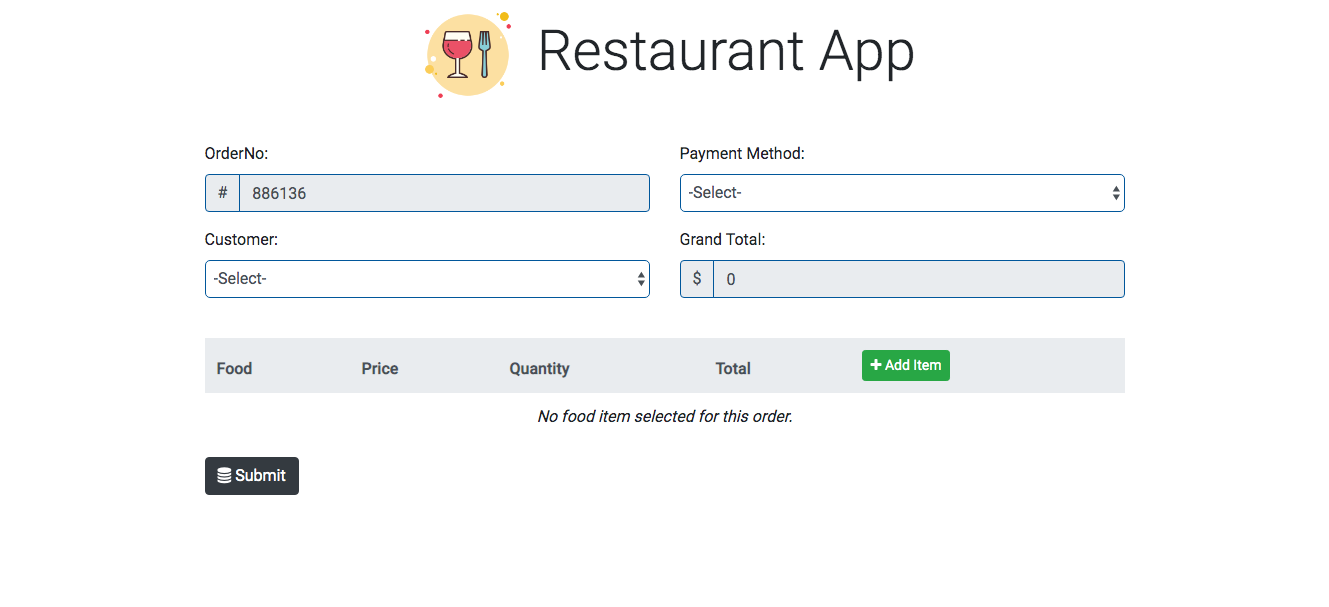 Restaurant App
OrderNo:
# 886136
Payment Method:
-Select-
Customer:
-Select-
Grand Total:
$ 0
Food Price Quantity Total Add Item
No food item selected for this order.
Submit